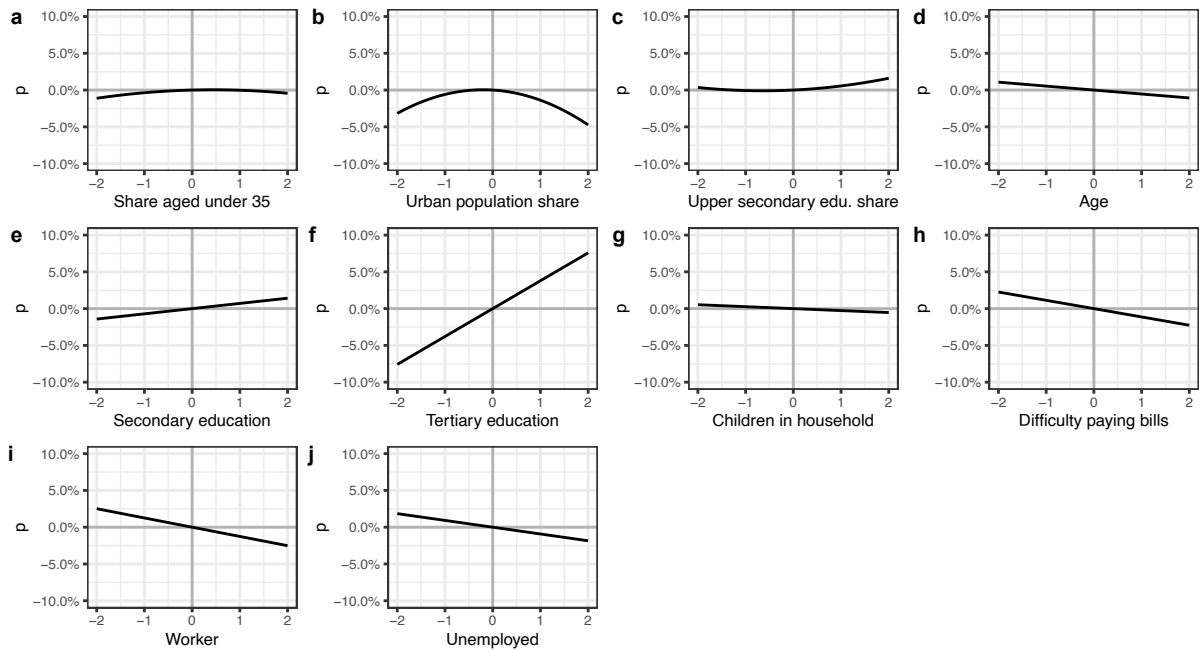 a
10.0%
5.0%
0.0%
−5.0%
−10.0%
p
−2 −1 0 1 2
Share aged under 35
b
10.0%
5.0%
0.0%
−5.0%
−10.0%
p
−2 −1 0 1 2
Urban population share
c
10.0%
5.0%
0.0%
−5.0%
−10.0%
p
−2 −1 0 1 2
Upper secondary edu. share
d
10.0%
5.0%
0.0%
−5.0%
−10.0%
p
−2 −1 0 1 2
Age
e
10.0%
5.0%
0.0%
−5.0%
−10.0%
p
−2 −1 0 1 2
Secondary education
f
10.0%
5.0%
0.0%
−5.0%
−10.0%
p
−2 −1 0 1 2
Tertiary education
g
10.0%
5.0%
0.0%
−5.0%
−10.0%
p
−2 −1 0 1 2
Children in household
h
10.0%
5.0%
0.0%
−5.0%
−10.0%
p
−2 −1 0 1 2
Difficulty paying bills
i
10.0%
5.0%
0.0%
−5.0%
−10.0%
p
−2 −1 0 1 2
Worker
j
10.0%
5.0%
0.0%
−5.0%
−10.0%
p
−2 −1 0 1 2
Unemployed